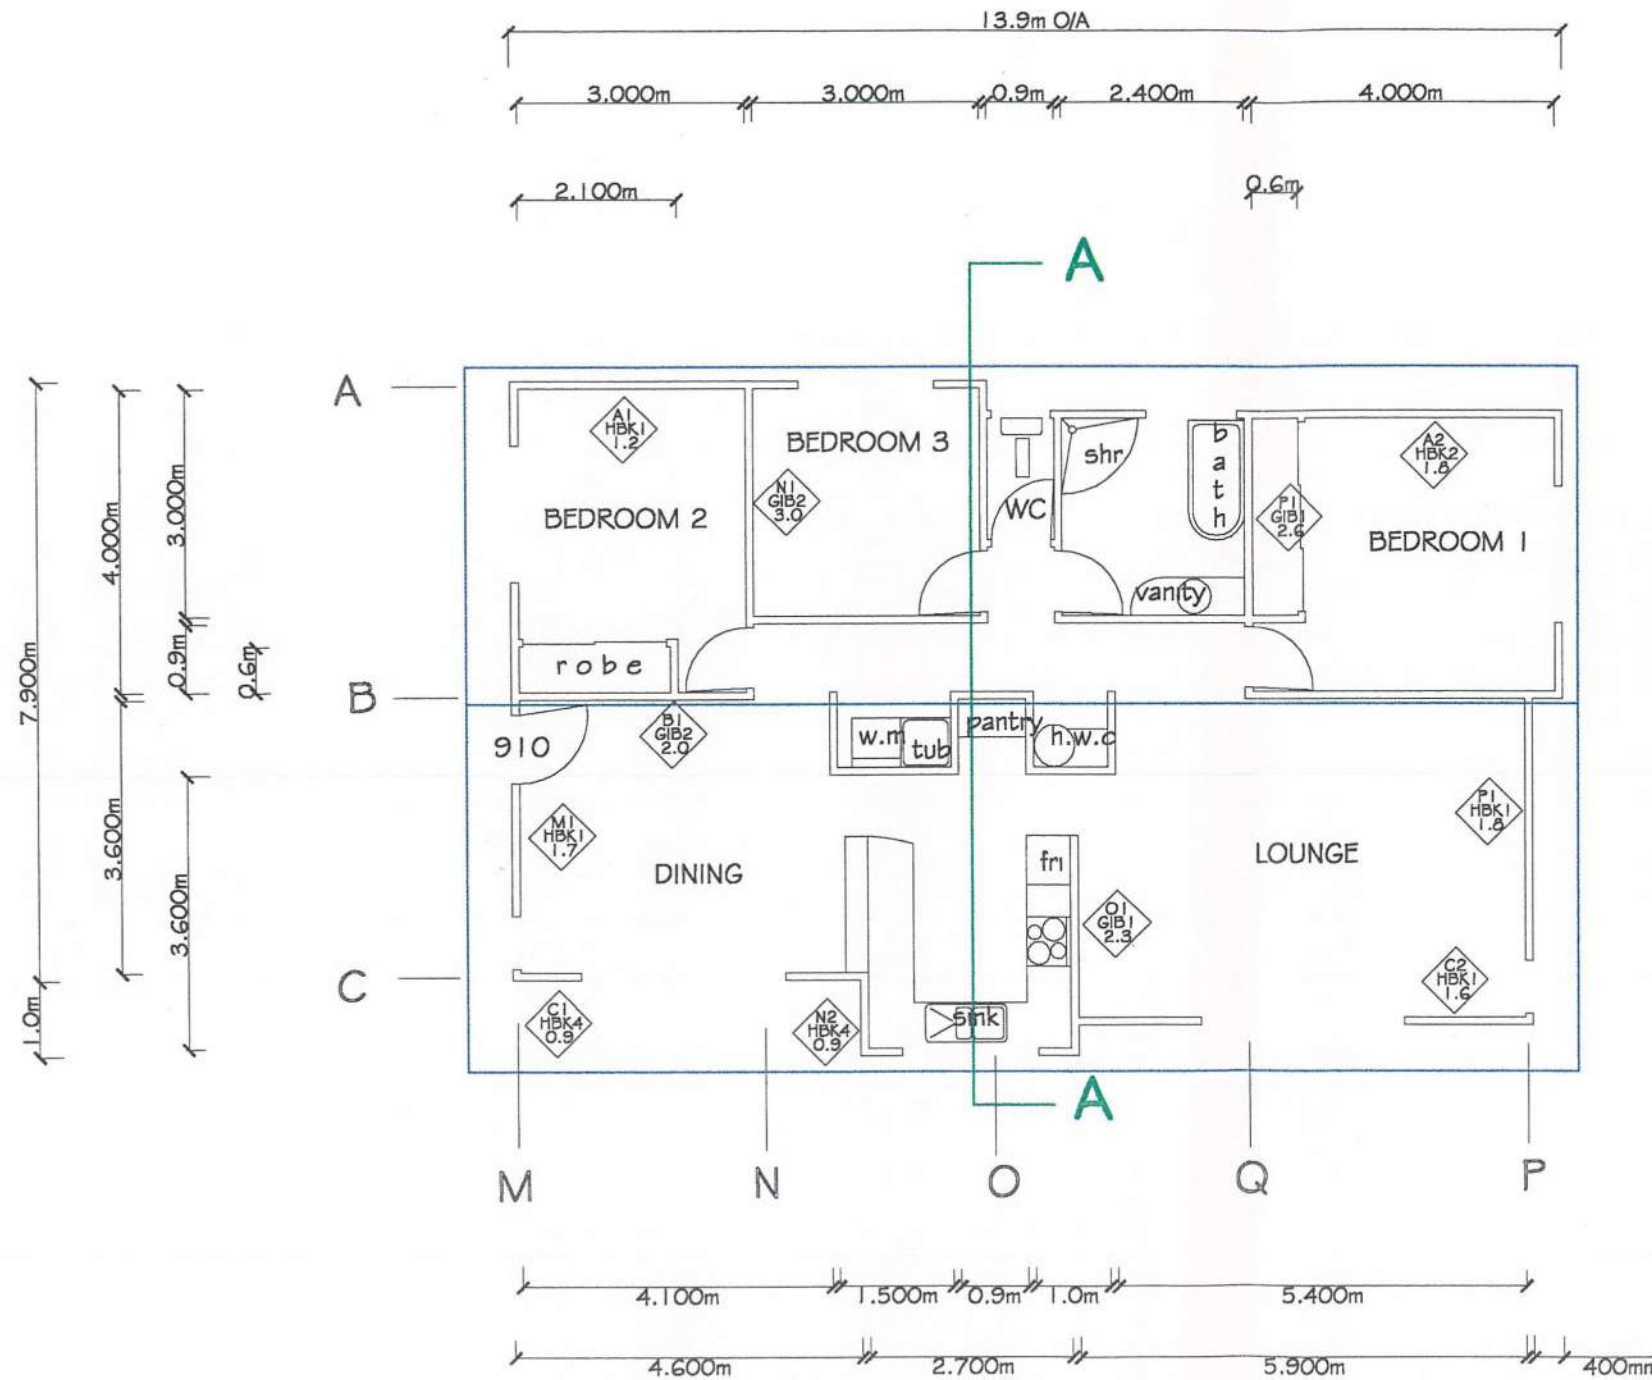 13.9m O/A
3.000m 3.000m 0.9m 2.400m 4.000m
2.100m 0.6m
A
A
A1
HBK1
1.2
BEDROOM 3
N1
GIB2
3.0
BEDROOM 2
WC
shr
bath
vanity
P1
GIB1
2.6
A2
HBK2
1.8
BEDROOM 1
7.900m
4.000m
3.000m
0.9m
0.6m
robe
B
910
B1
GIB2
2.0
w.m
tub
pantry
h.w.c
M1
HBK1
1.7
DINING
fri
LOUNGE
P1
HBK1
1.8
O1
GIB1
2.3
3.600m
3.600m
C
1.0m
C1
HBK4
0.9
N2
HBK4
0.9
sink
C2
HBK1
1.6
A
M N O Q P
4.100m 1.500m 0.9m 1.0m 5.400m
4.600m 2.700m 5.900m 400mm